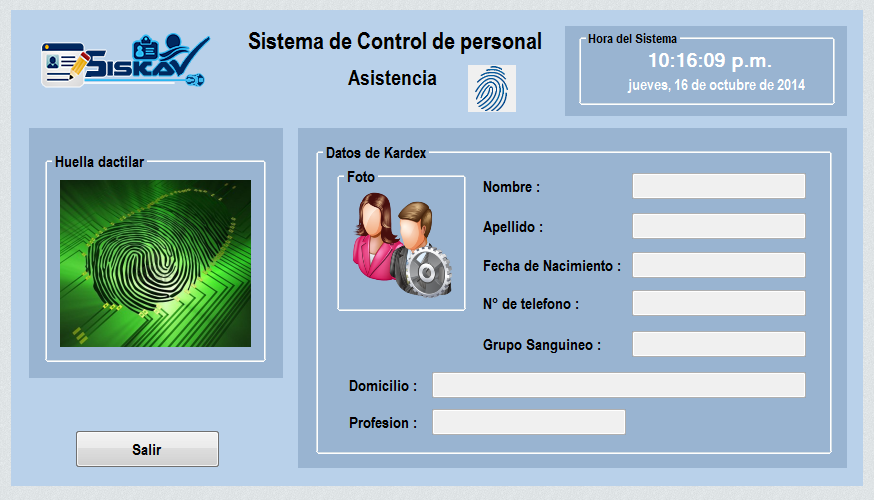 SISKAV
Sistema de Control de personal
Asistencia
Hora del Sistema
10:16:09 p.m.
jueves, 16 de octubre de 2014
Huella dactilar
Datos de Kardex
Foto
Nombre :
Apellido :
Fecha de Nacimiento :
Nº de telefono :
Grupo Sanguineo :
Domicilio :
Profesion :
Salir